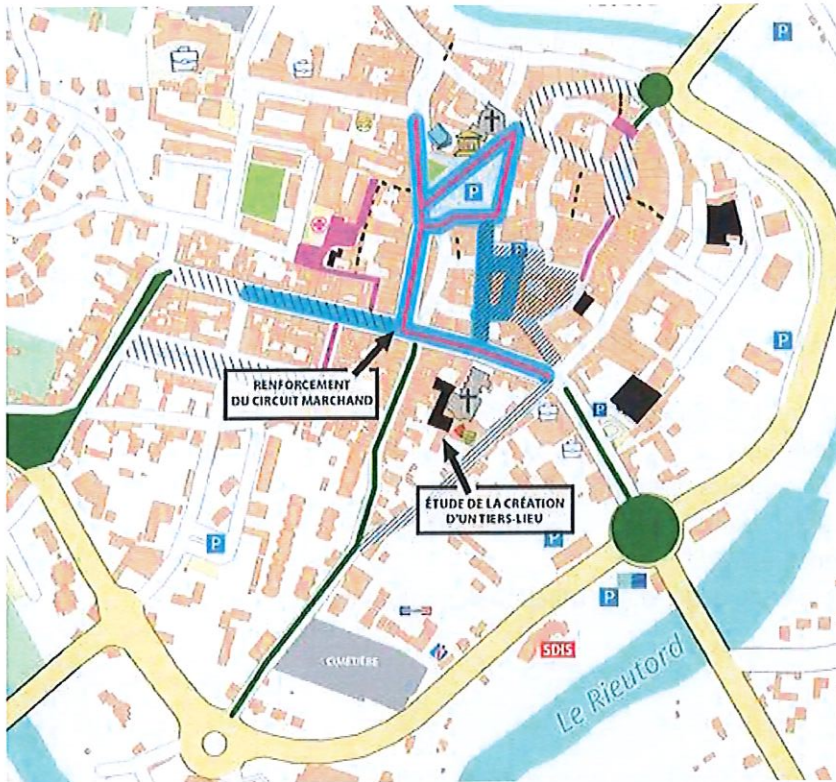 P
P
P
RENFORCEMENT
DU CIRCUIT MARCHAND
P
P
ÉTUDE DE LA CRÉATION
D'UN TIERS-LIEU
P
P
P
SDIS
CIMETIÈRE
Le Rieutord